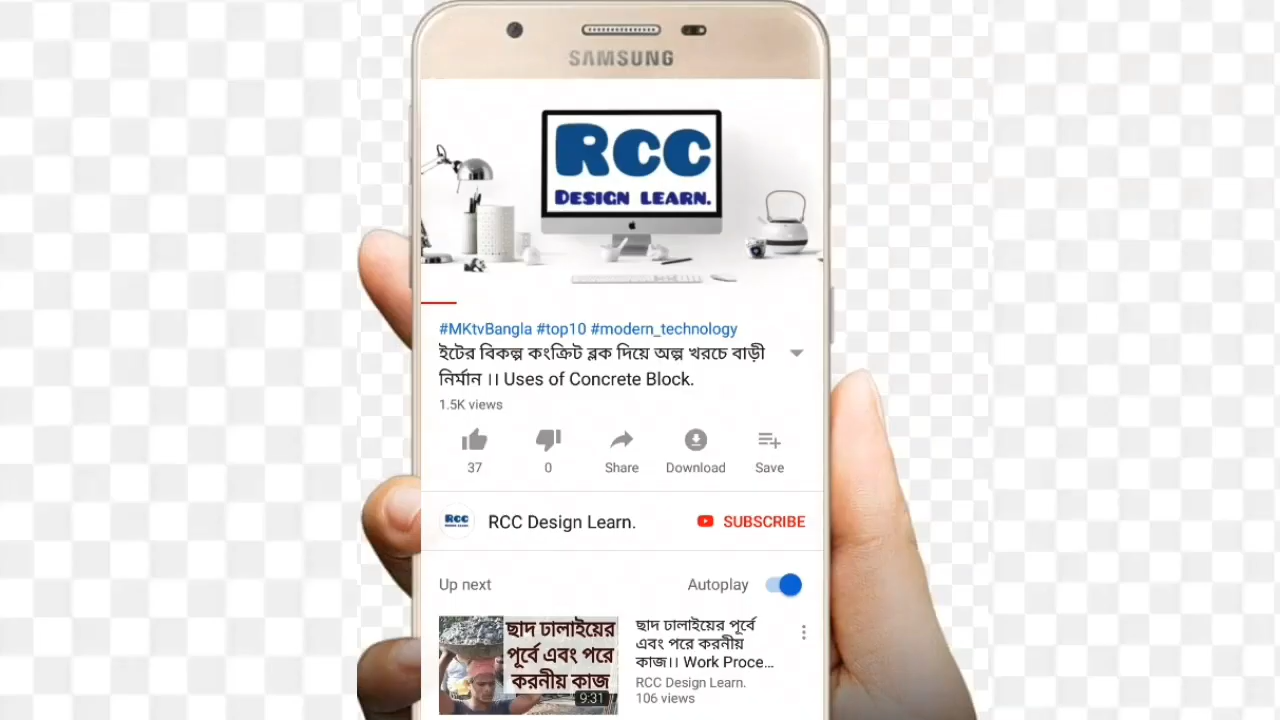 SAMSUNG
RCC
DESIGN LEARN.
#MKtvBangla #top10 #modern_technology
ইটের বিকল্প কংক্রিট ব্লক দিয়ে অল্প খরচে বাড়ী
নির্মান ।। Uses of Concrete Block.
1.5K views
37
0
Share
Download
Save
RCC
RCC Design Learn.
SUBSCRIBE
Up next
Autoplay
ছাদ ঢালাইয়ের
পূর্বে এবং পরে
করনীয় কাজ
9:31
ছাদ ঢালাইয়ের পূর্বে
এবং পরে করনীয়
কাজ।। Work Proce...
RCC Design Learn.
106 views